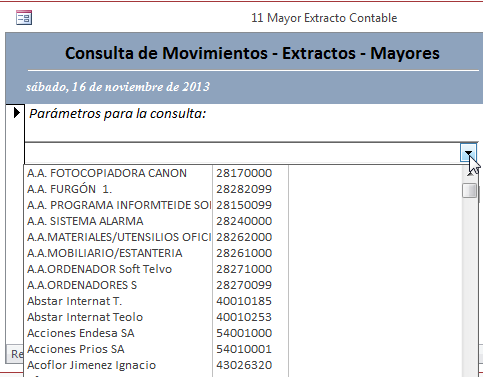 11 Mayor Extracto Contable
Consulta de Movimientos - Extractos - Mayores
sábado, 16 de noviembre de 2013
Parámetros para la consulta:
A.A. FOTOCOPIADORA CANON 28170000
A.A. FURGÓN 1. 28282099
A.A. PROGRAMA INFORMTEIDE SOI 28150099
A.A. SISTEMA ALARMA 28240000
A.A.MATERIALES/UTENSILIOS OFICI 28262000
A.A.MOBILIARIO/ESTANTERIA 28261000
A.A.ORDENADOR Soft Telvo 28271000
A.A.ORDENADORES S 28270099
Abstar Internat T. 40010185
Abstar Internat Teolo 40010253
Acciones Endesa SA 54001000
Acciones Prios SA 54010001
Acoflor Jimenez Ignacio 43026320
Re